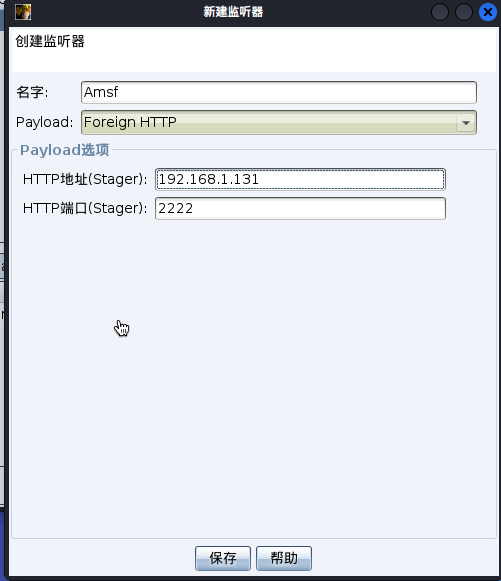 新建监听器
创建监听器
名字: Amsf
Payload: Foreign HTTP
Payload选项
HTTP地址(Stager): 192.168.1.131
HTTP端口(Stager): 2222
保存 帮助